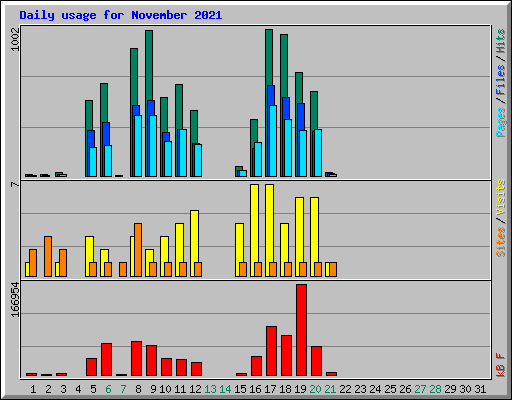 Daily usage for November 2021
1002
Pages / Files / Hits
7
Sites / Visits
166954
kB F
1 2 3 4 5 6 7 8 9 10 11 12 13 14 15 16 17 18 19 20 21 22 23 24 25 26 27 28 29 30 31